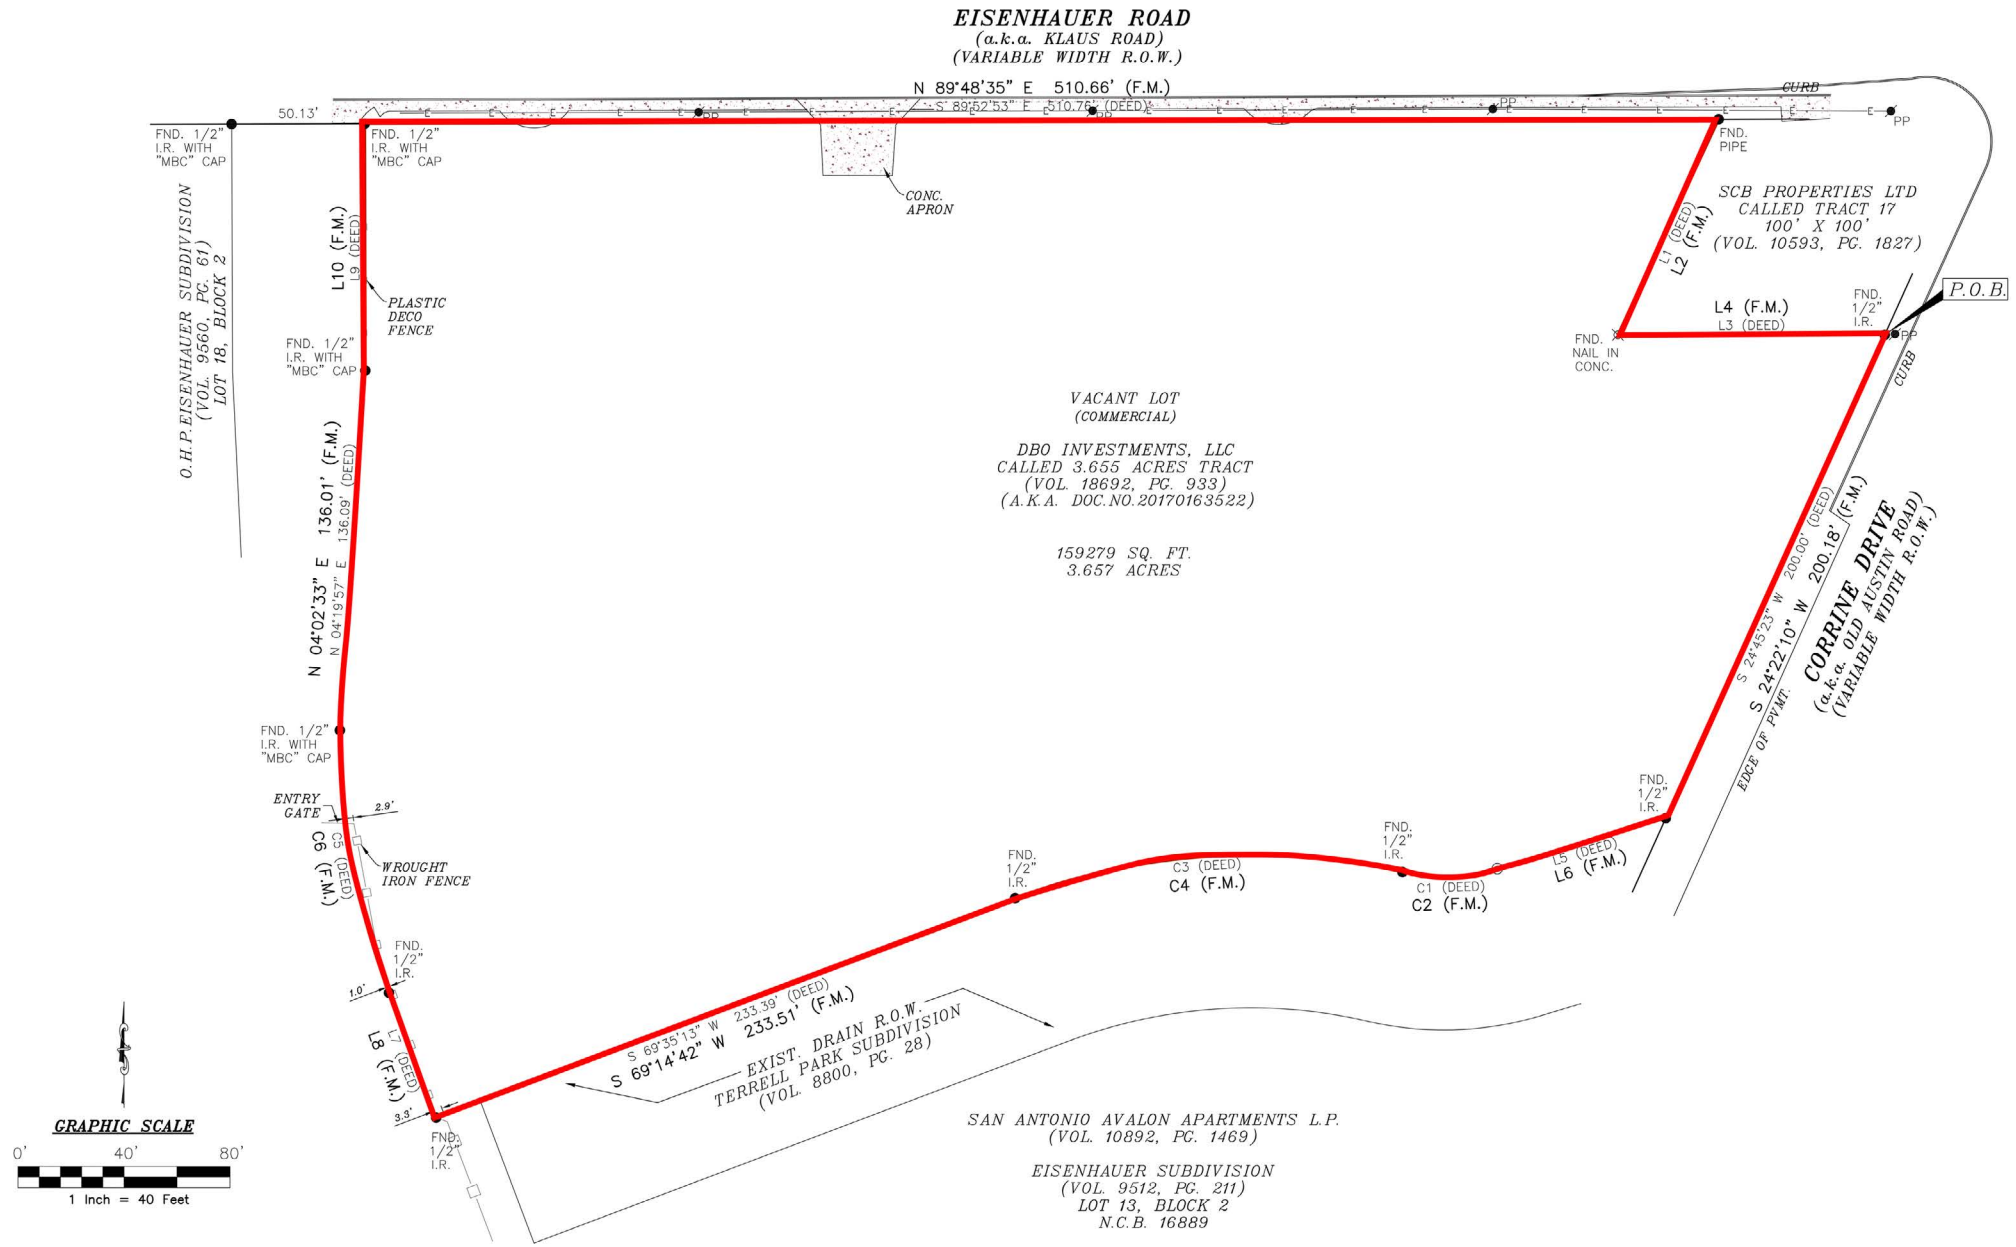 EISENHAUER ROAD
(a.k.a. KLAUS ROAD)
(VARIABLE WIDTH R.O.W.)
N 89°48'35" E 510.66' (F.M.)
S 89°52'53" E 510.76' (DEED)
CURB
50.13'
FND. 1/2"
I.R. WITH
"MBC" CAP
FND. 1/2"
I.R. WITH
"MBC" CAP
E
E
E
E
E
E
E
E
E
E
E
E
PP
PP
PP
PP
FND.
PIPE
CONC.
APRON
SCB PROPERTIES LTD
CALLED TRACT 17
100' X 100'
(VOL. 10593, PG. 1827)
L1 (DEED)
L2 (F.M.)
O.H.P.EISENHAUER SUBDIVISION
(VOL. 9560, PG. 61)
LOT 18, BLOCK 2
L10 (F.M.)
L9 (DEED)
PLASTIC
DECO
FENCE
L4 (F.M.)
L3 (DEED)
FND.
1/2"
I.R.
P.O.B.
PP
CURB
FND.
NAIL IN
CONC.
FND. 1/2"
I.R. WITH
"MBC" CAP
VACANT LOT
(COMMERCIAL)
DBO INVESTMENTS, LLC
CALLED 3.655 ACRES TRACT
(VOL. 18692, PG. 933)
(A.K.A. DOC.NO.20170163522)
159279 SQ. FT.
3.657 ACRES
N 04°02'33" E 136.01' (F.M.)
N 04°19'57" E 136.09' (DEED)
S 24°45'23" W 200.00' (DEED)
S 24°22'10" W 200.18' (F.M.)
CORRINE DRIVE
(a.k.a. OLD AUSTIN ROAD)
(VARIABLE WIDTH R.O.W.)
EDGE OF PVMT.
FND. 1/2"
I.R. WITH
"MBC" CAP
ENTRY
GATE
2.9'
C5 (DEED)
C6 (F.M.)
WROUGHT
IRON FENCE
FND.
1/2"
I.R.
FND.
1/2"
I.R.
FND.
1/2"
I.R.
C3 (DEED)
C4 (F.M.)
C1 (DEED)
C2 (F.M.)
L5 (DEED)
L6 (F.M.)
FND.
1/2"
I.R.
1.0'
L7 (DEED)
L8 (F.M.)
3.3'
FND.
1/2"
I.R.
S 69°35'13" W 233.39' (DEED)
S 69°14'42" W 233.51' (F.M.)
EXIST. DRAIN R.O.W.
TERRELL PARK SUBDIVISION
(VOL. 8800, PG. 28)
SAN ANTONIO AVALON APARTMENTS L.P.
(VOL. 10892, PG. 1469)
EISENHAUER SUBDIVISION
(VOL. 9512, PG. 211)
LOT 13, BLOCK 2
N.C.B. 16889
GRAPHIC SCALE
0' 40' 80'
1 Inch = 40 Feet